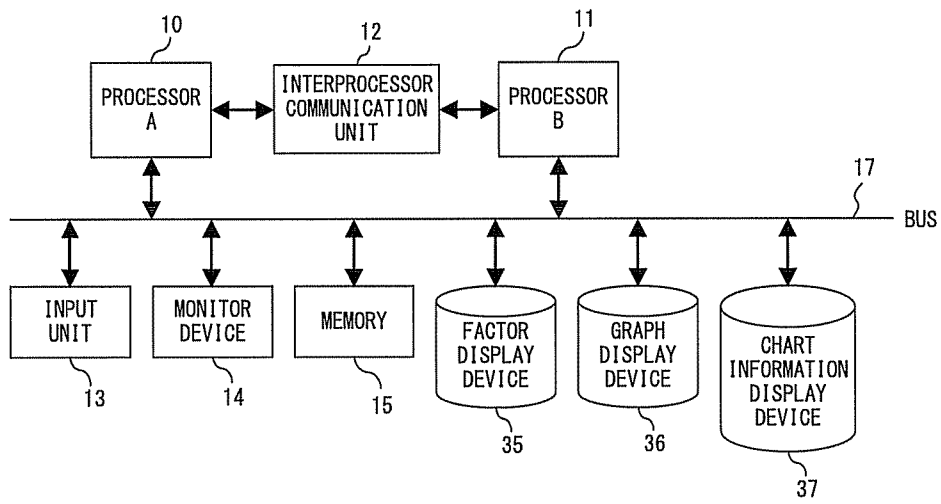 10
12
11
PROCESSOR
A
INTERPROCESSOR
COMMUNICATION
UNIT
PROCESSOR
B
17
BUS
INPUT
UNIT
MONITOR
DEVICE
MEMORY
FACTOR
DISPLAY
DEVICE
GRAPH
DISPLAY
DEVICE
CHART
INFORMATION
DISPLAY
DEVICE
13
14
15
35
36
37